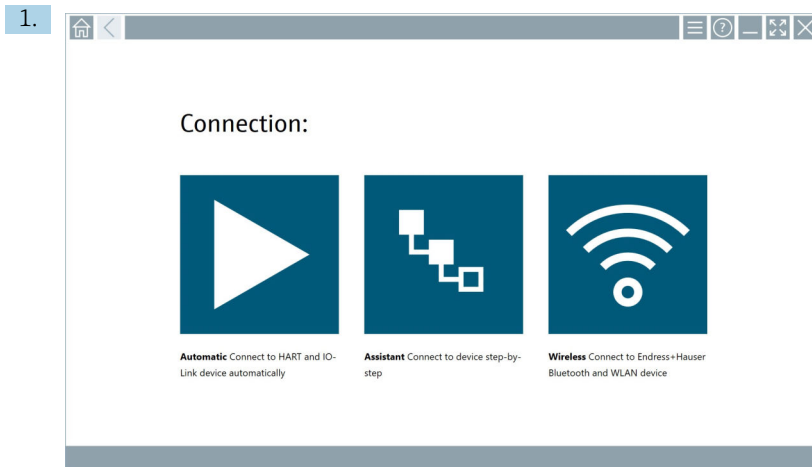 1.
Connection:
Automatic Connect to HART and IO-
Link device automatically
Assistant Connect to device step-by-
step
Wireless Connect to Endress+Hauser
Bluetooth and WLAN device